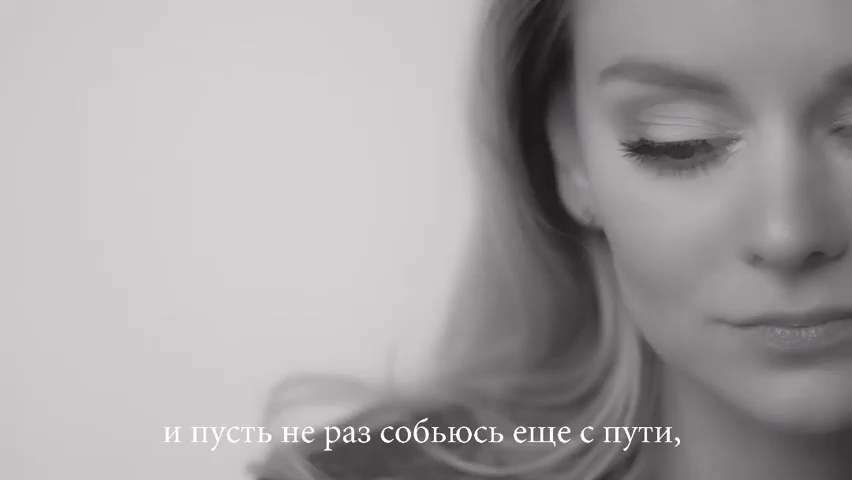 и пусть не раз собьюсь еще с пути,